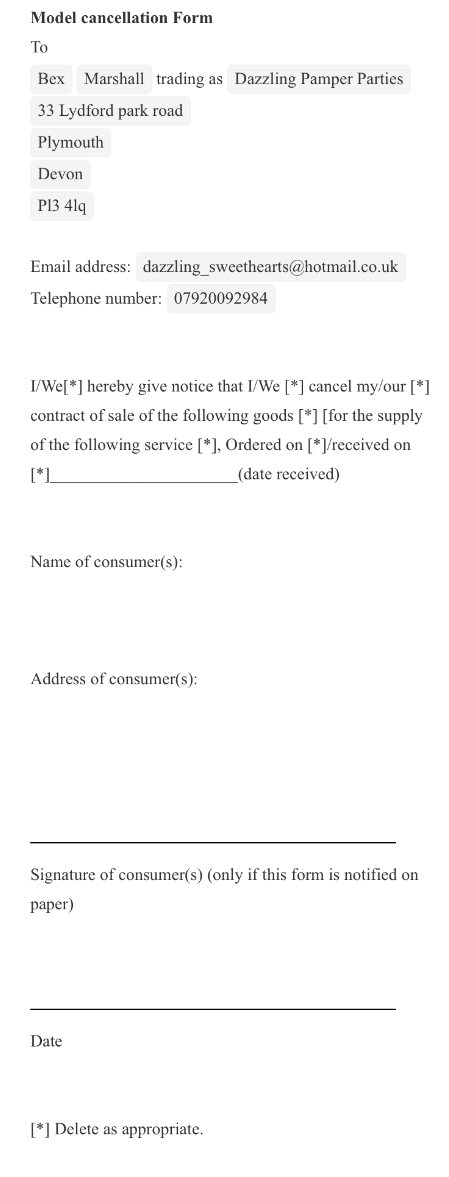 Model cancellation Form
To
Bex Marshall trading as Dazzling Pamper Parties
33 Lydford park road
Plymouth
Devon
Pl3 4lq
Email address: dazzling_sweethearts@hotmail.co.uk
Telephone number: 07920092984
I/We[*] hereby give notice that I/We [*] cancel my/our [*]
contract of sale of the following goods [*] [for the supply
of the following service [*], Ordered on [*]/received on
[*]______________________(date received)
Name of consumer(s):
Address of consumer(s):
Signature of consumer(s) (only if this form is notified on
paper)
Date
[*] Delete as appropriate.